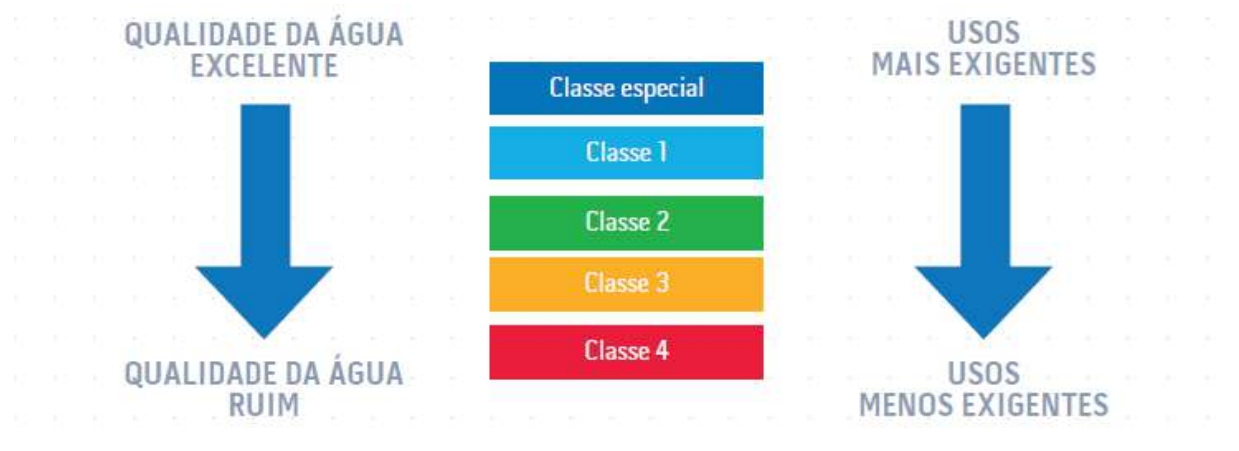 QUALIDADE DA ÁGUA
EXCELENTE
USOS
MAIS EXIGENTES
Classe especial
Classe 1
Classe 2
Classe 3
Classe 4
QUALIDADE DA ÁGUA
RUIM
USOS
MENOS EXIGENTES